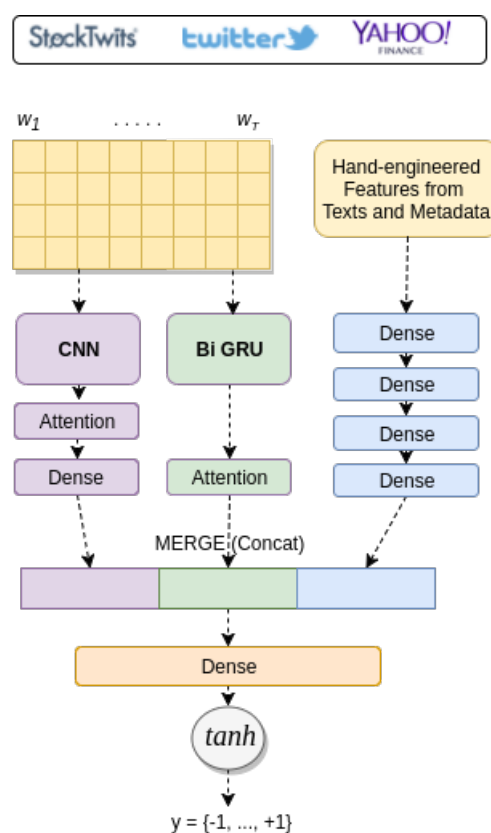 StockTwits twitter YAHOO!
FINANCE
w1 ..... wT
Hand-engineered
Features from
Texts and Metadata
CNN
Bi GRU
Dense
Dense
Attention
Dense
Dense
Attention
Dense
MERGE (Concat)
Dense
tanh
y = {-1, ..., +1}